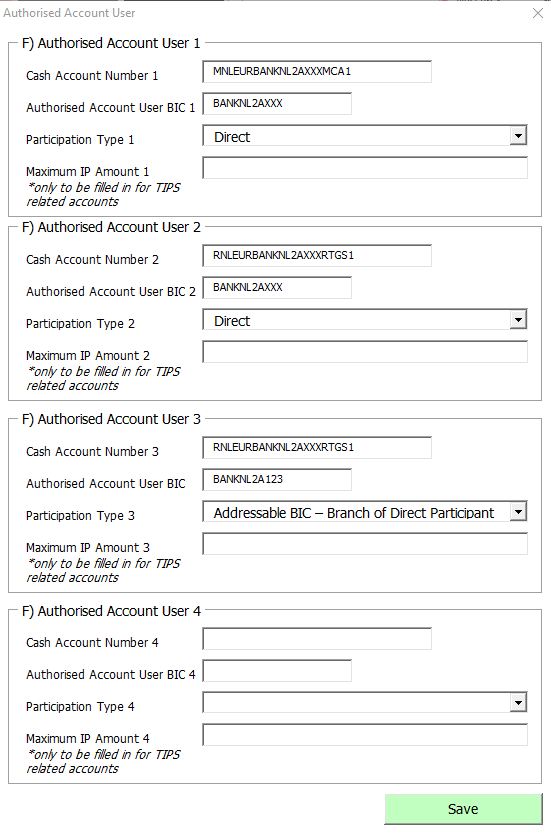 Authorised Account User
F) Authorised Account User 1
Cash Account Number 1 MNLEURBANKNL2AXXXMCA1
Authorised Account User BIC 1 BANKNL2AXXX
Participation Type 1 Direct
Maximum IP Amount 1
*only to be filled in for TIPS
related accounts
F) Authorised Account User 2
Cash Account Number 2 RNLEURBANKNL2AXXXRTGS1
Authorised Account User BIC 2 BANKNL2AXXX
Participation Type 2 Direct
Maximum IP Amount 2
*only to be filled in for TIPS
related accounts
F) Authorised Account User 3
Cash Account Number 3 RNLEURBANKNL2AXXXRTGS1
Authorised Account User BIC BANKNL2A123
Participation Type 3 Addressable BIC – Branch of Direct Participant
Maximum IP Amount 3
*only to be filled in for TIPS
related accounts
F) Authorised Account User 4
Cash Account Number 4
Authorised Account User BIC 4
Participation Type 4
Maximum IP Amount 4
*only to be filled in for TIPS
related accounts
Save